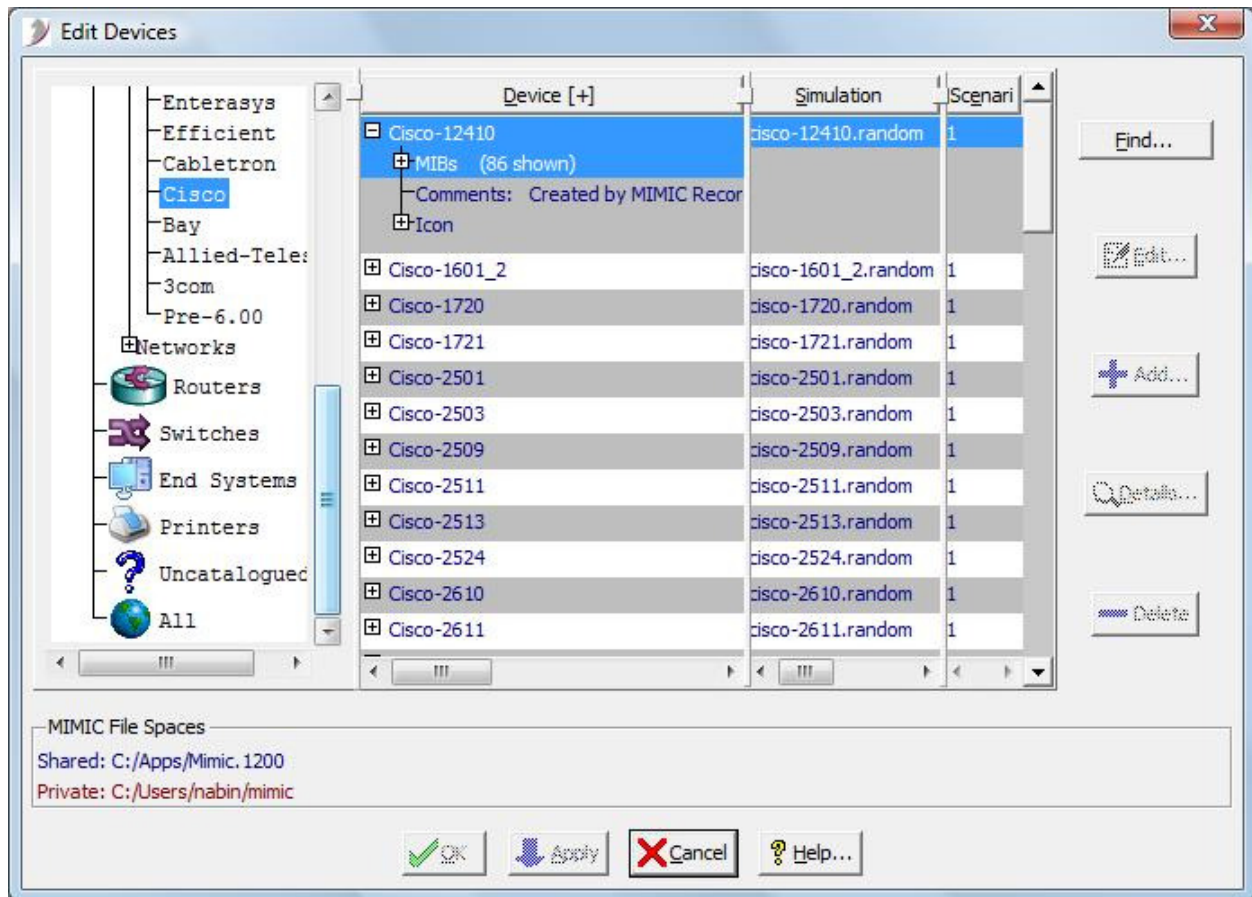 Edit Devices
Enterasys
Efficient
Cabletron
Cisco
Bay
Allied-Teles
3com
Pre-6.00
Networks
Routers
Switches
End Systems
Printers
Uncatalogued
All
Device [+] Simulation Scenari
Cisco-12410 cisco-12410.random 1
MIBs (86 shown)
Comments: Created by MIMIC Recor
Icon
Cisco-1601_2 cisco-1601_2.random 1
Cisco-1720 cisco-1720.random 1
Cisco-1721 cisco-1721.random 1
Cisco-2501 cisco-2501.random 1
Cisco-2503 cisco-2503.random 1
Cisco-2509 cisco-2509.random 1
Cisco-2511 cisco-2511.random 1
Cisco-2513 cisco-2513.random 1
Cisco-2524 cisco-2524.random 1
Cisco-2610 cisco-2610.random 1
Cisco-2611 cisco-2611.random 1
Find...
Edit...
Add...
Details...
Delete
MIMIC File Spaces
Shared: C:/Apps/Mimic.1200
Private: C:/Users/nabin/mimic
OK Apply Cancel Help...